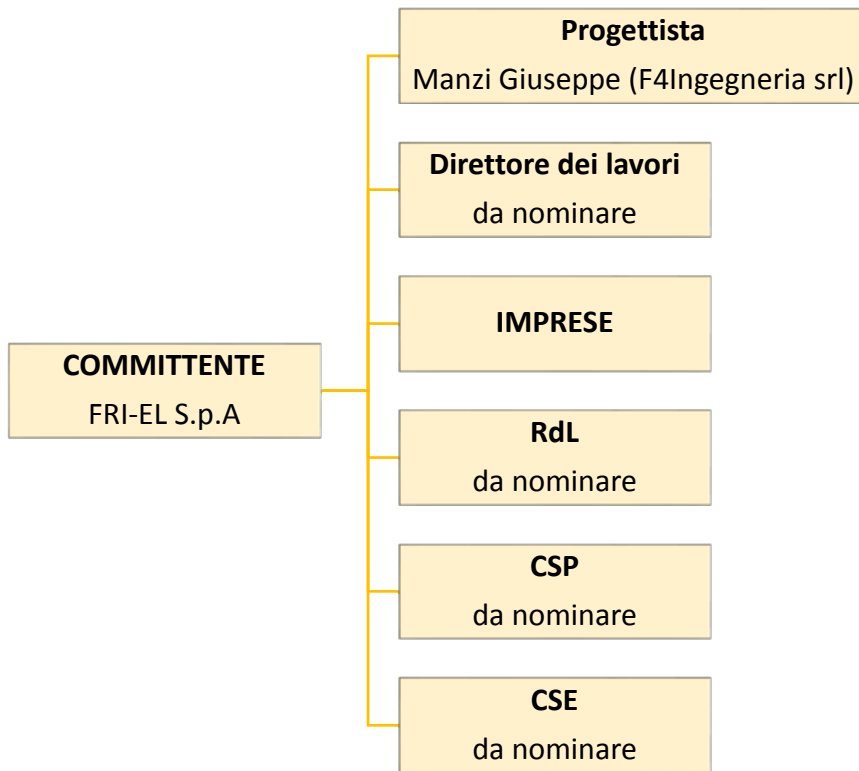 Progettista
Manzi Giuseppe (F4Ingegneria srl)
Direttore dei lavori
da nominare
IMPRESE
COMMITTENTE
FRI-EL S.p.A
RdL
da nominare
CSP
da nominare
CSE
da nominare